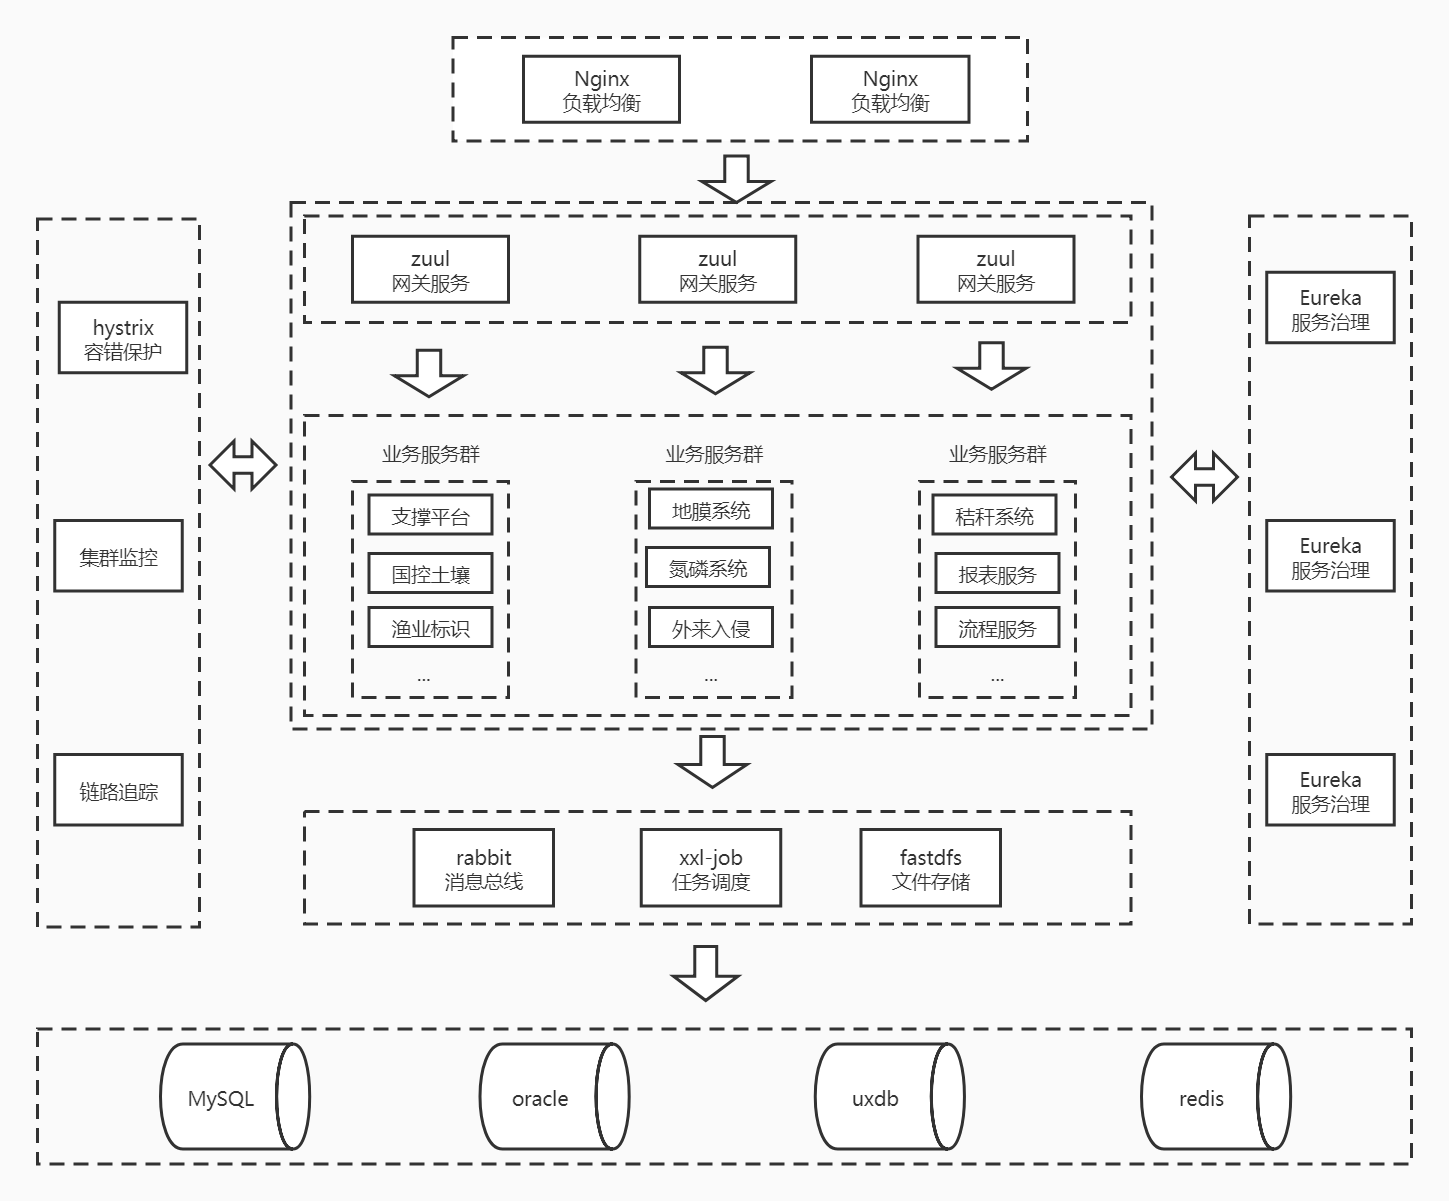 Nginx
负载均衡
Nginx
负载均衡
zuul
网关服务
zuul
网关服务
zuul
网关服务
hystrix
容错保护
集群监控
链路追踪
业务服务群
支撑平台
国控土壤
渔业标识
...
业务服务群
地膜系统
氮磷系统
外来入侵
...
业务服务群
秸秆系统
报表服务
流程服务
...
Eureka
服务治理
Eureka
服务治理
Eureka
服务治理
rabbit
消息总线
xxl-job
任务调度
fastdfs
文件存储
MySQL
oracle
uxdb
redis